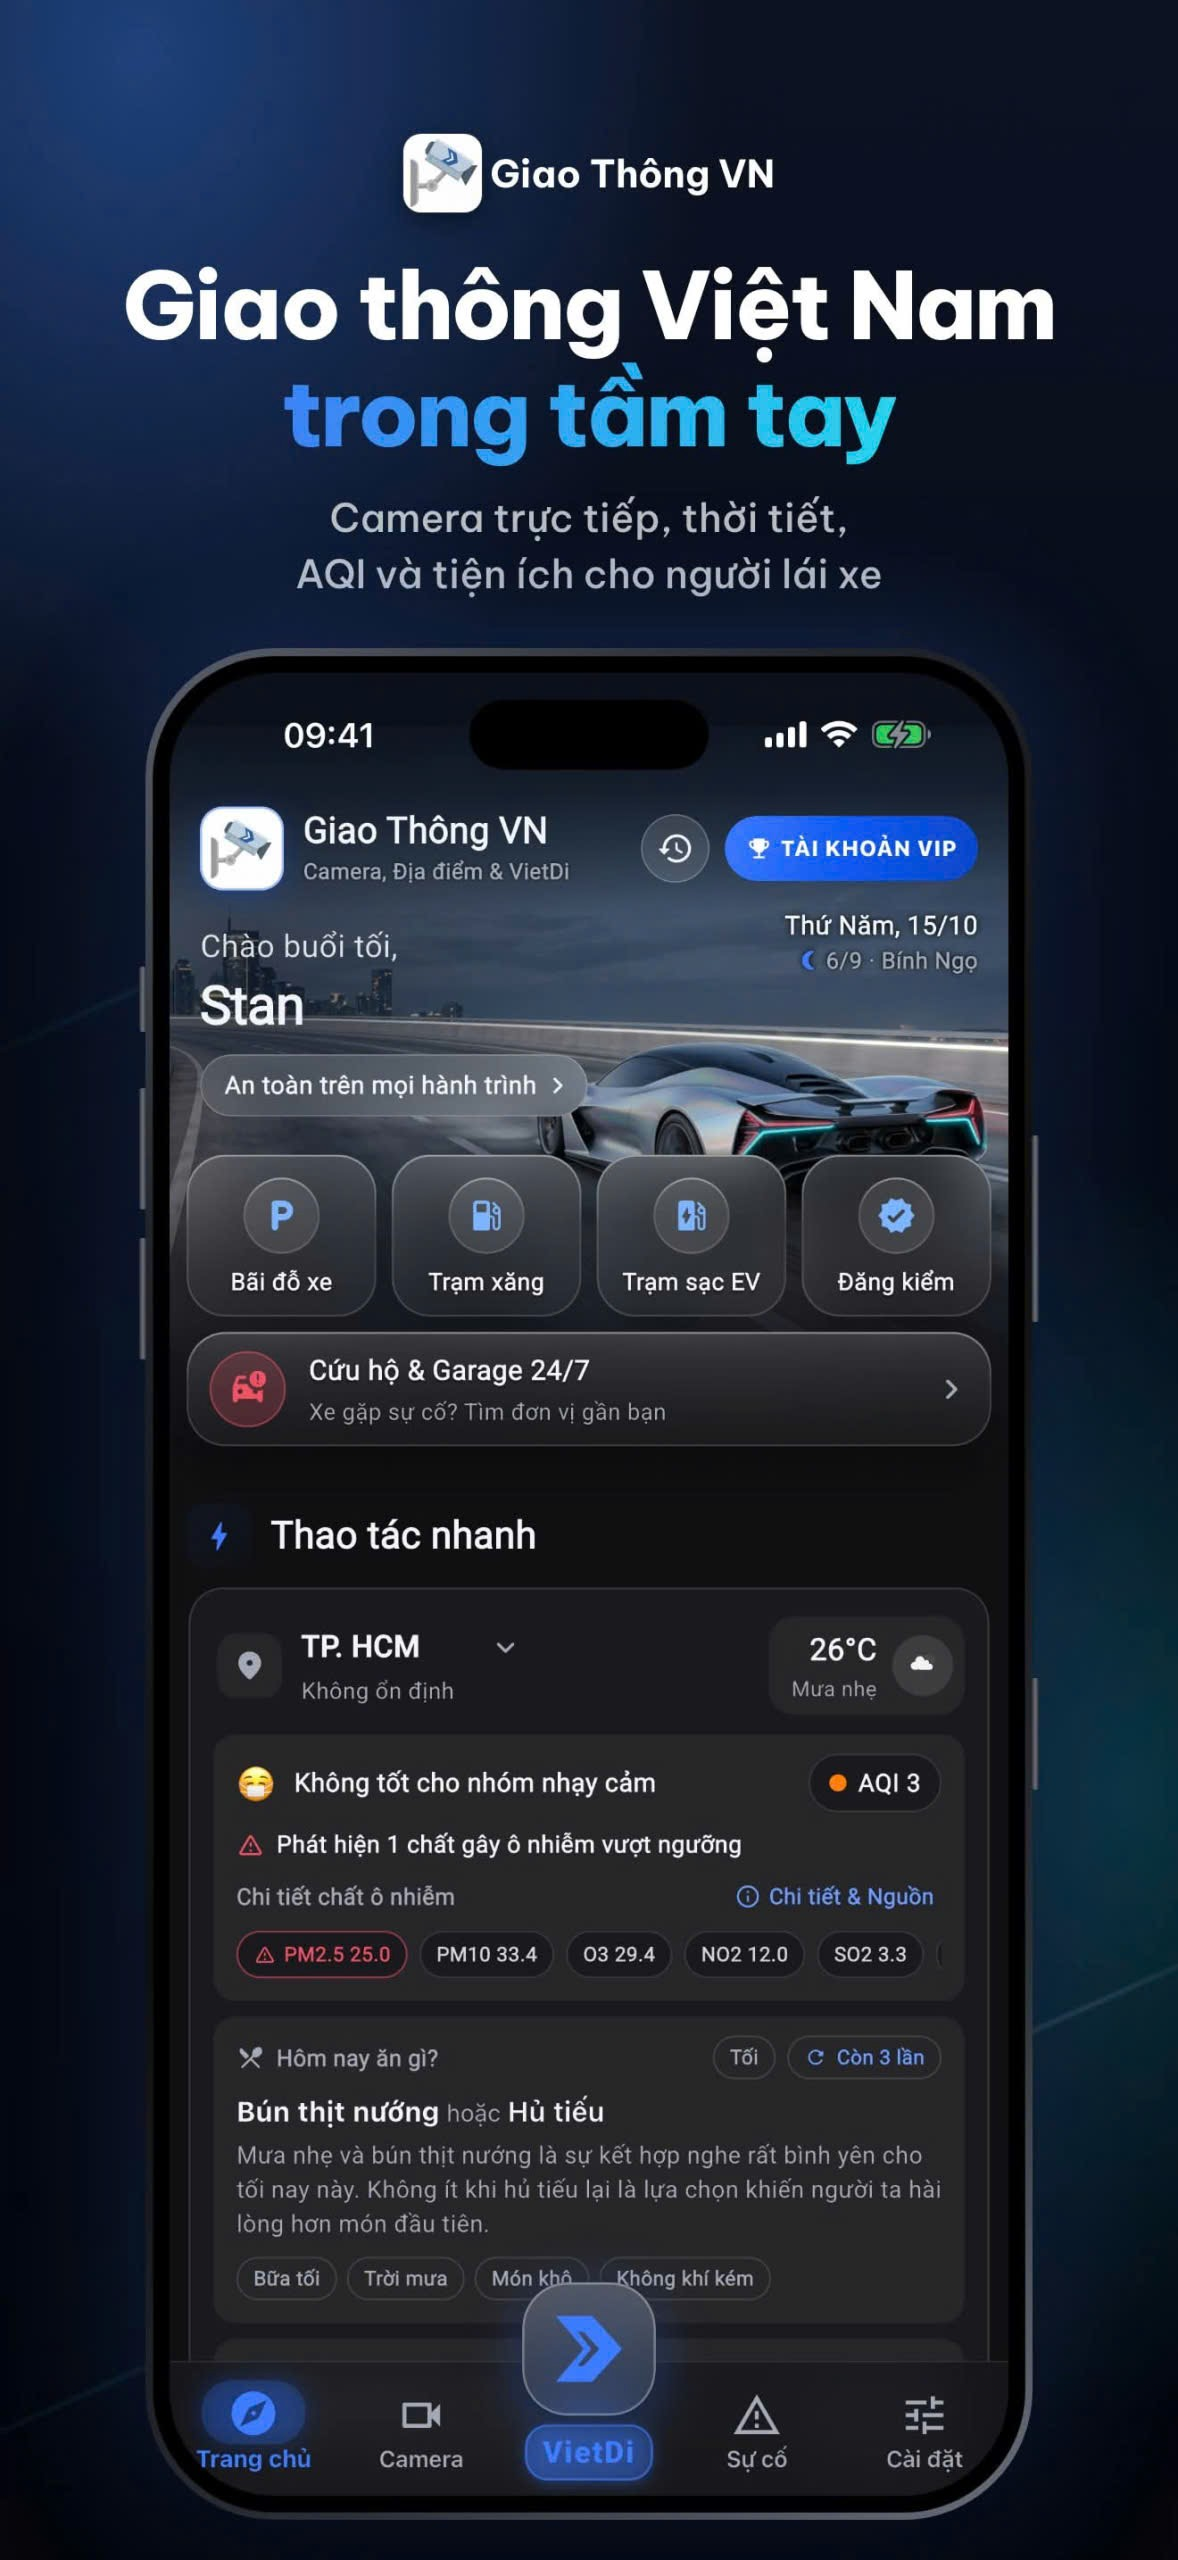 Giao Thông VN
Giao thông Việt Nam
trong tầm tay
Camera trực tiếp, thời tiết,
AQI và tiện ích cho người lái xe
09:41
Giao Thông VN
Camera, Địa điểm & VietDi
TÀI KHOẢN VIP
Thứ Năm, 15/10
6/9 · Bính Ngọ
Chào buổi tối,
Stan
An toàn trên mọi hành trình
P
Bãi đỗ xe
Trạm xăng
Trạm sạc EV
Đăng kiểm
Cứu hộ & Garage 24/7
Xe gặp sự cố? Tìm đơn vị gần bạn
Thao tác nhanh
TP. HCM
Không ổn định
26°C
Mưa nhẹ
Không tốt cho nhóm nhạy cảm
AQI 3
Phát hiện 1 chất gây ô nhiễm vượt ngưỡng
Chi tiết chất ô nhiễm
Chi tiết & Nguồn
PM2.5 25.0
PM10 33.4
O3 29.4
NO2 12.0
SO2 3.3
Hôm nay ăn gì?
Tối
Còn 3 lần
Bún thịt nướng hoặc Hủ tiếu
Mưa nhẹ và bún thịt nướng là sự kết hợp nghe rất bình yên cho
tối nay này. Không ít khi hủ tiếu lại là lựa chọn khiến người ta hài
lòng hơn món đầu tiên.
Bữa tối
Trời mưa
Món khô
Không khí kém
Trang chủ
Camera
VietDi
Sự cố
Cài đặt